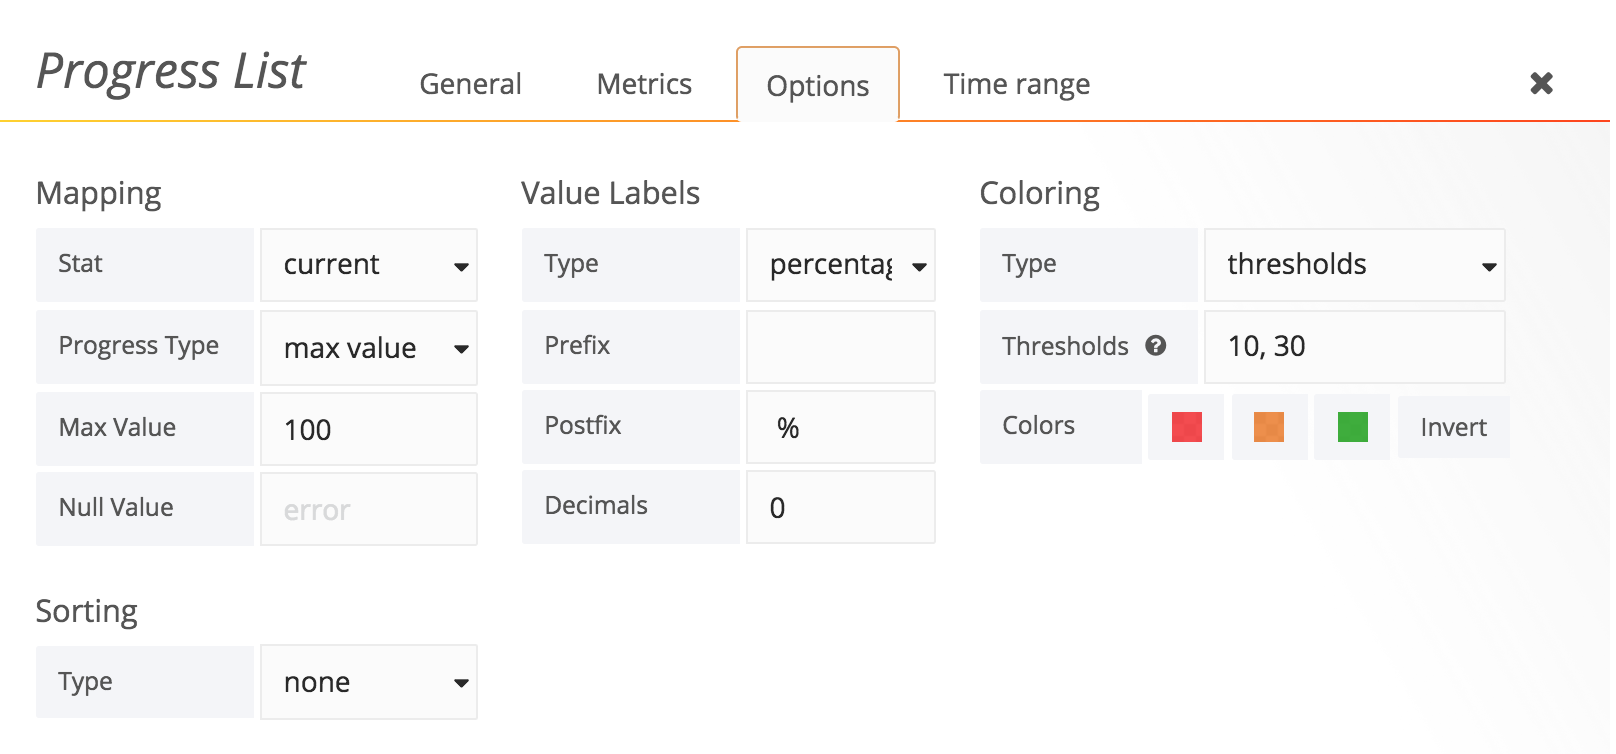 Progress List
General
Metrics
Options
Time range
Mapping
Stat
current
Progress Type
max value
Max Value
100
Null Value
error
Value Labels
Type
percentag
Prefix
Postfix
%
Decimals
0
Coloring
Type
thresholds
Thresholds
10, 30
Colors
Invert
Sorting
Type
none